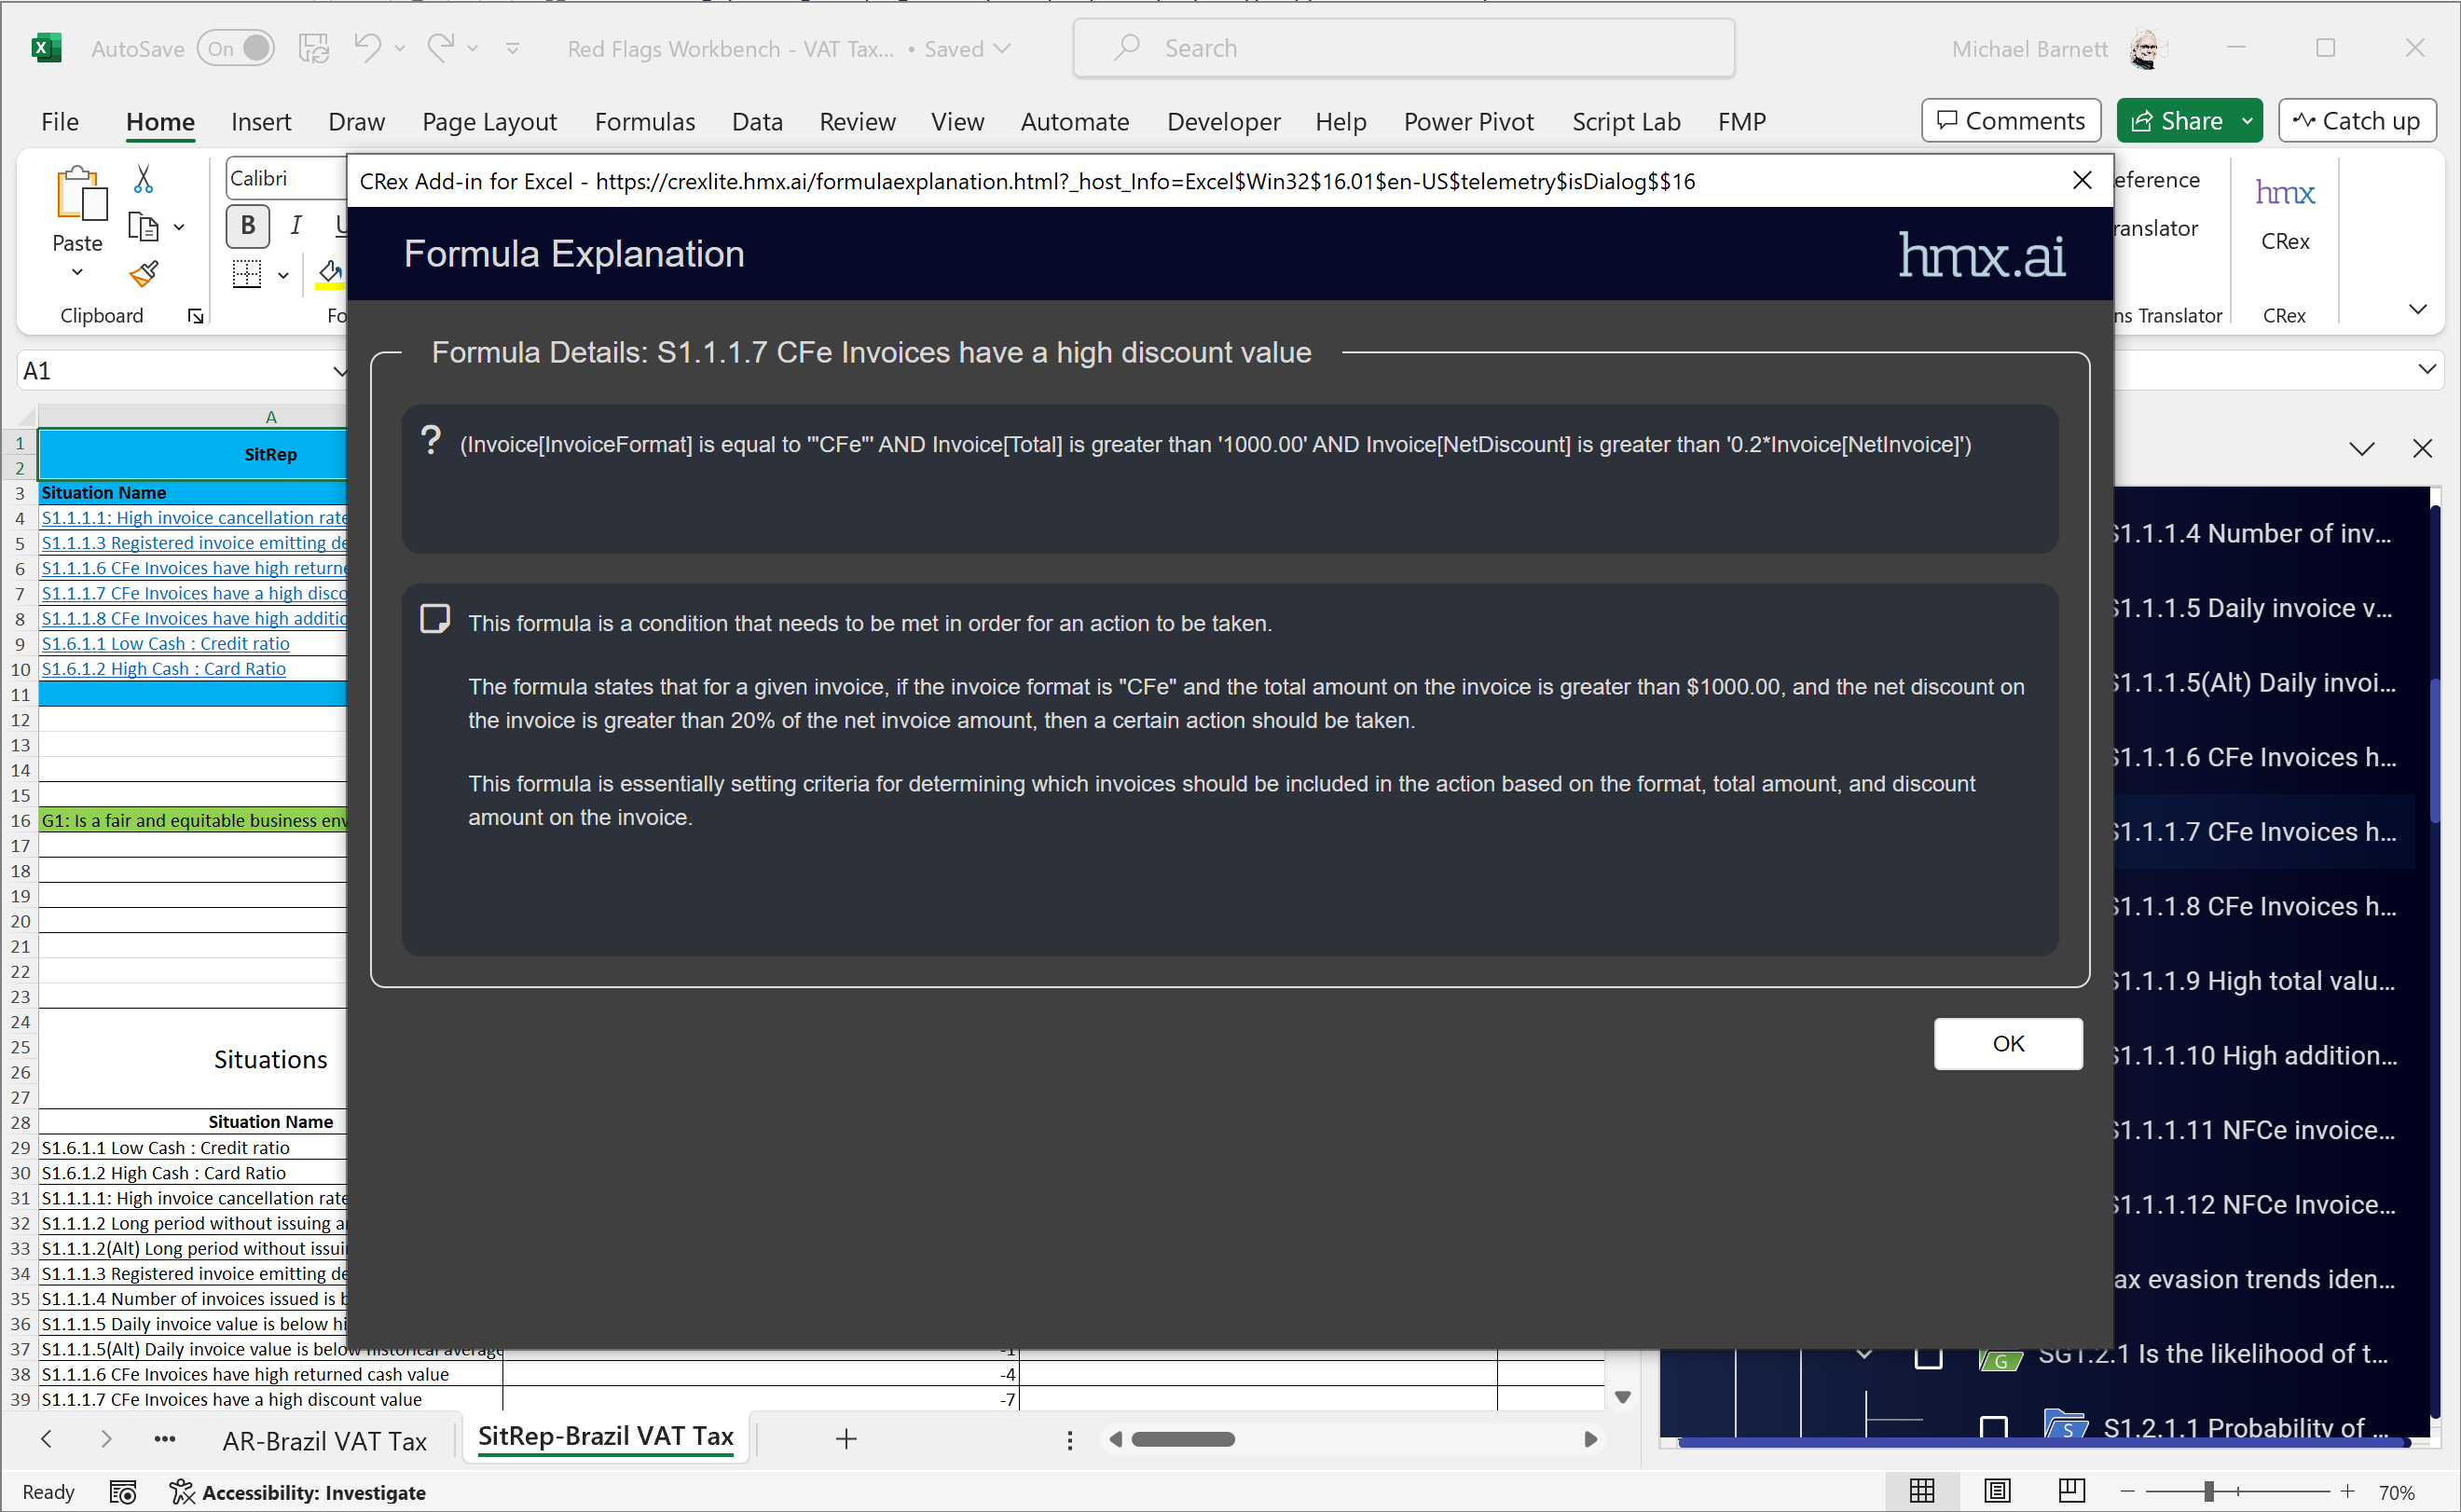 AutoSave On Red Flags Workbench - VAT Tax... • Saved Search Michael Barnett
File Home Insert Draw Page Layout Formulas Data Review View Automate Developer Help Power Pivot Script Lab FMP Comments Share Catch up
Paste
Clipboard
Calibri
B I U
Fo
eference
ranslator
ns Translator
hmx
CRex
CRex
A1
CRex Add-in for Excel - https://crexlite.hmx.ai/formulaexplanation.html?_host_Info=Excel$Win32$16.01$en-US$telemetry$isDialog$$16
Formula Explanation hmx.ai
Formula Details: S1.1.1.7 CFe Invoices have a high discount value
? (Invoice[InvoiceFormat] is equal to '"CFe"' AND Invoice[Total] is greater than '1000.00' AND Invoice[NetDiscount] is greater than '0.2*Invoice[NetInvoice]')
This formula is a condition that needs to be met in order for an action to be taken.
The formula states that for a given invoice, if the invoice format is "CFe" and the total amount on the invoice is greater than $1000.00, and the net discount on
the invoice is greater than 20% of the net invoice amount, then a certain action should be taken.
This formula is essentially setting criteria for determining which invoices should be included in the action based on the format, total amount, and discount
amount on the invoice.
OK
A
1
SitRep
2
3 Situation Name
4 S1.1.1.1: High invoice cancellation rate
5 S1.1.1.3 Registered invoice emitting de
6 S1.1.1.6 CFe Invoices have high returne
7 S1.1.1.7 CFe Invoices have a high disco
8 S1.1.1.8 CFe Invoices have high additio
9 S1.6.1.1 Low Cash : Credit ratio
10 S1.6.1.2 High Cash : Card Ratio
11
12
13
14
15
16 G1: Is a fair and equitable business env
17
18
19
20
21
22
23
24
25
Situations
26
27
28 Situation Name
29 S1.6.1.1 Low Cash : Credit ratio
30 S1.6.1.2 High Cash : Card Ratio
31 S1.1.1.1: High invoice cancellation rate
32 S1.1.1.2 Long period without issuing a
33 S1.1.1.2(Alt) Long period without issui
34 S1.1.1.3 Registered invoice emitting de
35 S1.1.1.4 Number of invoices issued is b
36 S1.1.1.5 Daily invoice value is below hi
37 S1.1.1.5(Alt) Daily invoice value is below historical average -1
38 S1.1.1.6 CFe Invoices have high returned cash value -4
39 S1.1.1.7 CFe Invoices have a high discount value -7
S1.1.1.4 Number of inv...
S1.1.1.5 Daily invoice v...
S1.1.1.5(Alt) Daily invoi...
S1.1.1.6 CFe Invoices h...
S1.1.1.7 CFe Invoices h...
S1.1.1.8 CFe Invoices h...
S1.1.1.9 High total valu...
S1.1.1.10 High addition...
S1.1.1.11 NFCe invoice...
S1.1.1.12 NFCe Invoice...
ax evasion trends iden...
G SG1.2.1 Is the likelihood of t...
S S1.2.1.1 Probability of ...
AR-Brazil VAT Tax SitRep-Brazil VAT Tax
Ready Accessibility: Investigate 70%